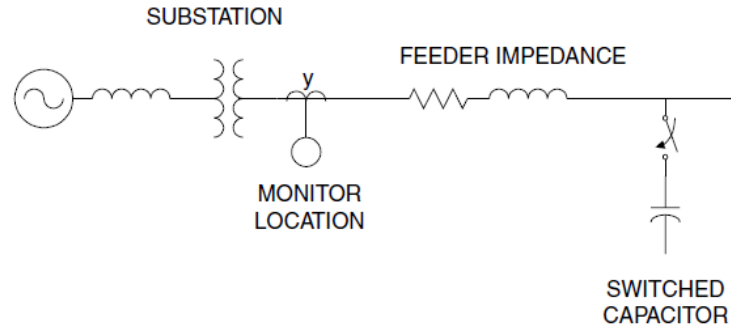 SUBSTATION
FEEDER IMPEDANCE
y
MONITOR
LOCATION
SWITCHED
CAPACITOR